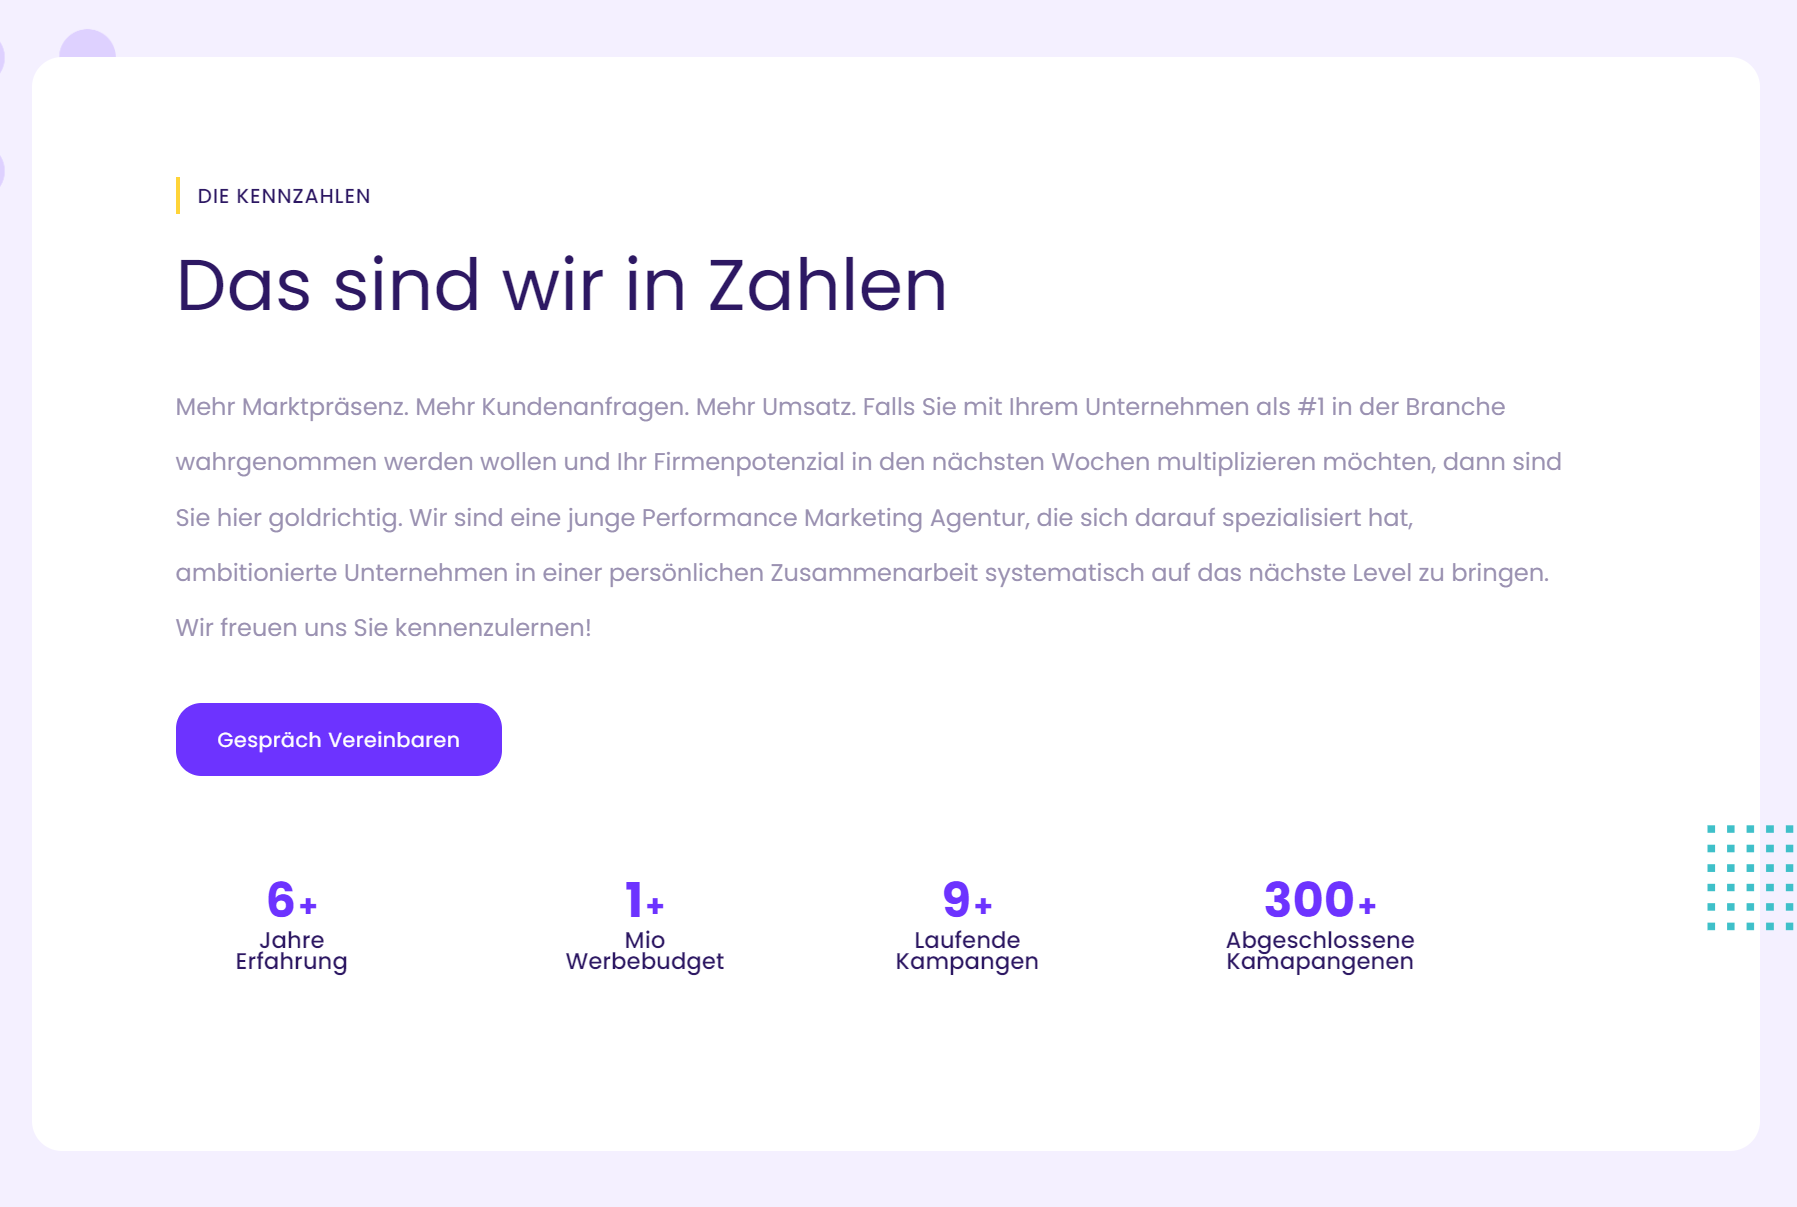 DIE KENNZAHLEN
Das sind wir in Zahlen
Mehr Marktpräsenz. Mehr Kundenanfragen. Mehr Umsatz. Falls Sie mit Ihrem Unternehmen als #1 in der Branche
wahrgenommen werden wollen und Ihr Firmenpotenzial in den nächsten Wochen multiplizieren möchten, dann sind
Sie hier goldrichtig. Wir sind eine junge Performance Marketing Agentur, die sich darauf spezialisiert hat,
ambitionierte Unternehmen in einer persönlichen Zusammenarbeit systematisch auf das nächste Level zu bringen.
Wir freuen uns Sie kennenzulernen!
Gespräch Vereinbaren
6+
Jahre
Erfahrung
1+
Mio
Werbebudget
9+
Laufende
Kampangen
300+
Abgeschlossene
Kamapangenen